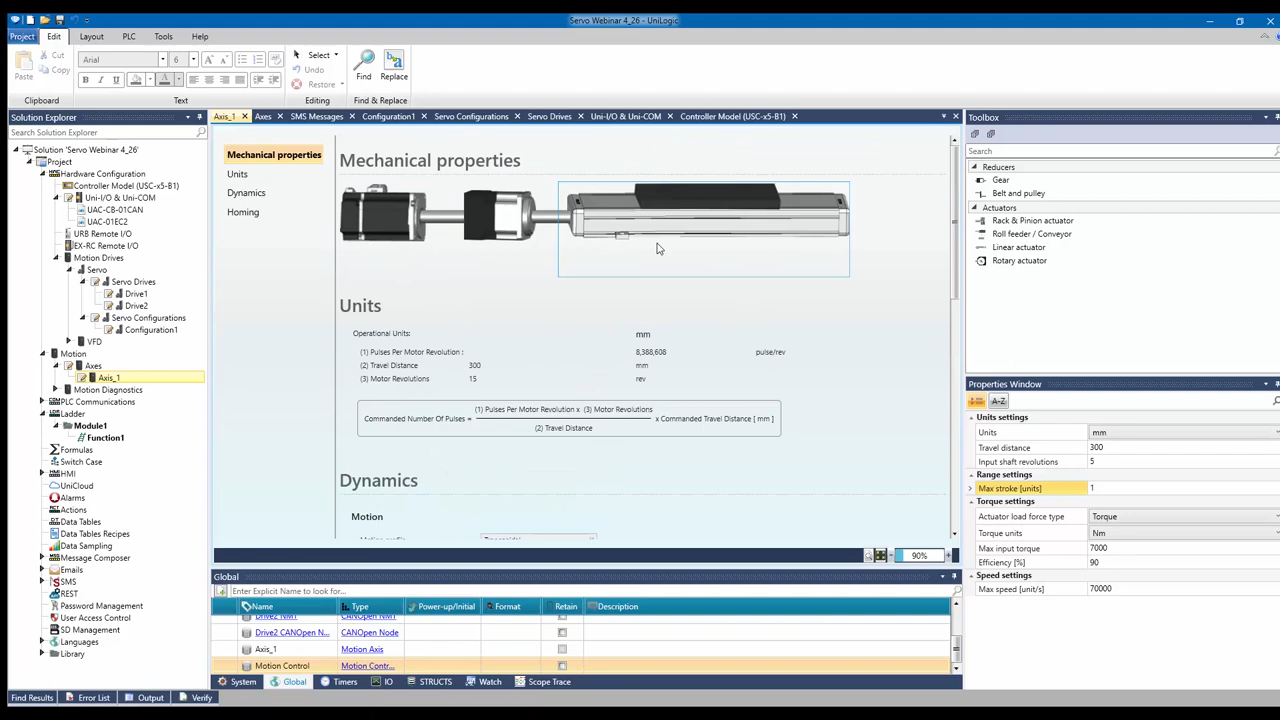 Servo Webinar 4_26 - UniLogic
Project Edit Layout PLC Tools Help
Paste Cut Copy Arial 6 Select Undo Restore Find Replace
Clipboard Text Editing Find & Replace
Solution Explorer
Search Solution Explorer
Solution 'Servo Webinar 4_26'
Project
Hardware Configuration
Controller Model (USC-x5-B1)
Uni-I/O & Uni-COM
UAC-CB-01CAN
UAC-01EC2
URB Remote I/O
EX-RC Remote I/O
Motion Drives
Servo
Servo Drives
Drive1
Drive2
Servo Configurations
Configuration1
VFD
Motion
Axes
Axis_1
Motion Diagnostics
PLC Communications
Ladder
Module1
Function1
Formulas
Switch Case
HMI
UniCloud
Alarms
Actions
Data Tables
Data Tables Recipes
Data Sampling
Message Composer
Emails
SMS
REST
Password Management
User Access Control
SD Management
Languages
Library
Find Results Error List Output Verify
Axis_1 Axes SMS Messages Configuration1 Servo Configurations Servo Drives Uni-I/O & Uni-COM Controller Model (USC-x5-B1)
Mechanical properties
Units
Dynamics
Homing
Mechanical properties
Units
Operational Units: mm
(1) Pulses Per Motor Revolution : 8,388,608 pulse/rev
(2) Travel Distance 300 mm
(3) Motor Revolutions 15 rev
(1) Pulses Per Motor Revolution x (3) Motor Revolutions
Commanded Number Of Pulses = x Commanded Travel Distance [ mm ]
(2) Travel Distance
Dynamics
Motion
90%
Global
Enter Explicit Name to look for...
Name Type Power-up/Initial Format Retain Description
Drive2 NMT CANOpen NMT
Drive2 CANOpen N... CANOpen Node
Axis_1 Motion Axis
Motion Control Motion Contr...
System Global Timers IO STRUCTS Watch Scope Trace
Toolbox
Search
Reducers
Gear
Belt and pulley
Actuators
Rack & Pinion actuator
Roll feeder / Conveyor
Linear actuator
Rotary actuator
Properties Window
A-Z
Units settings
Units mm
Travel distance 300
Input shaft revolutions 5
Range settings
Max stroke [units] 1
Torque settings
Actuator load force type Torque
Torque units Nm
Max input torque 7000
Efficiency [%] 90
Speed settings
Max speed [unit/s] 70000